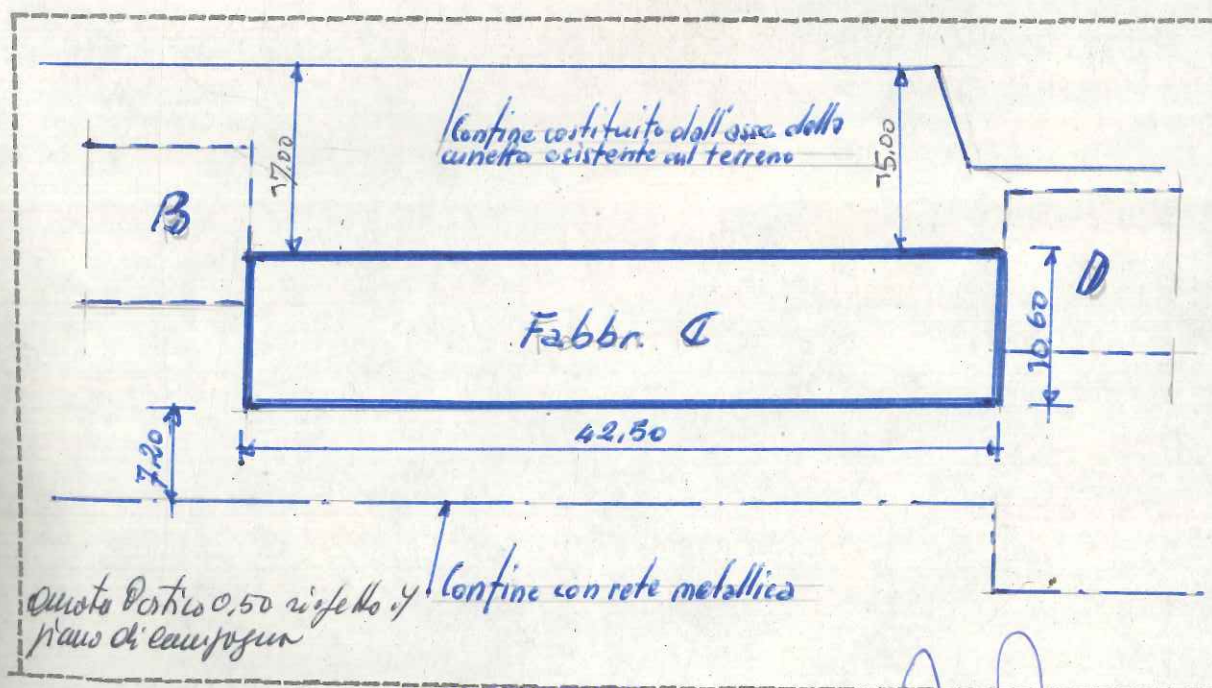 Confine costituito dall'asse della
cunetta esistente sul terreno
17.00
15.00
B
D
Fabbr. C
10.60
42.50
7.20
Confine con rete metallica
Quota Portico 0,50 rispetto al
piano di campagna